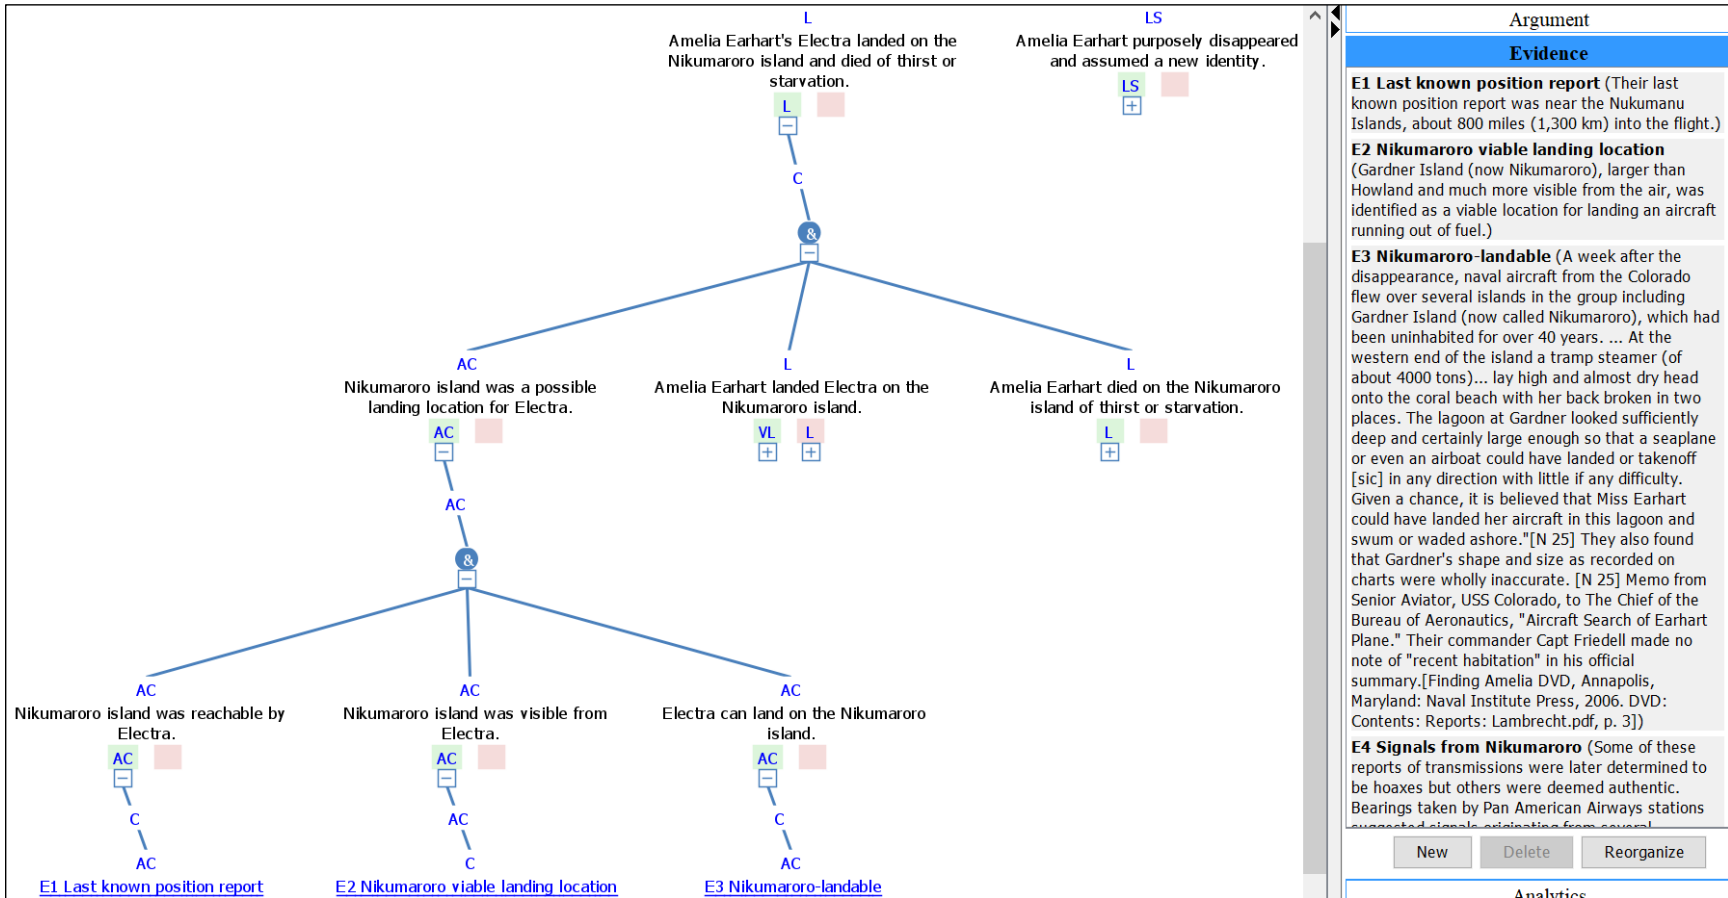 L
Amelia Earhart's Electra landed on the
Nikumaroro island and died of thirst or
starvation.
L
C
&
LS
Amelia Earhart purposely disappeared
and assumed a new identity.
LS
AC
Nikumaroro island was a possible
landing location for Electra.
AC
AC
&
L
Amelia Earhart landed Electra on the
Nikumaroro island.
VL L
L
Amelia Earhart died on the Nikumaroro
island of thirst or starvation.
L
AC
Nikumaroro island was reachable by
Electra.
AC
C
AC
E1 Last known position report
AC
Nikumaroro island was visible from
Electra.
AC
AC
C
E2 Nikumaroro viable landing location
AC
Electra can land on the Nikumaroro
island.
AC
C
AC
E3 Nikumaroro-landable
Argument
Evidence
E1 Last known position report (Their last
known position report was near the Nukumanu
Islands, about 800 miles (1,300 km) into the flight.)
E2 Nikumaroro viable landing location
(Gardner Island (now Nikumaroro), larger than
Howland and much more visible from the air, was
identified as a viable location for landing an aircraft
running out of fuel.)
E3 Nikumaroro-landable (A week after the
disappearance, naval aircraft from the Colorado
flew over several islands in the group including
Gardner Island (now called Nikumaroro), which had
been uninhabited for over 40 years. ... At the
western end of the island a tramp steamer (of
about 4000 tons)... lay high and almost dry head
onto the coral beach with her back broken in two
places. The lagoon at Gardner looked sufficiently
deep and certainly large enough so that a seaplane
or even an airboat could have landed or takenoff
[sic] in any direction with little if any difficulty.
Given a chance, it is believed that Miss Earhart
could have landed her aircraft in this lagoon and
swum or waded ashore."[N 25] They also found
that Gardner's shape and size as recorded on
charts were wholly inaccurate. [N 25] Memo from
Senior Aviator, USS Colorado, to The Chief of the
Bureau of Aeronautics, "Aircraft Search of Earhart
Plane." Their commander Capt Friedell made no
note of "recent habitation" in his official
summary.[Finding Amelia DVD, Annapolis,
Maryland: Naval Institute Press, 2006. DVD:
Contents: Reports: Lambrecht.pdf, p. 3])
E4 Signals from Nikumaroro (Some of these
reports of transmissions were later determined to
be hoaxes but others were deemed authentic.
Bearings taken by Pan American Airways stations
suggested signals originating from several
New Delete Reorganize
Analytics